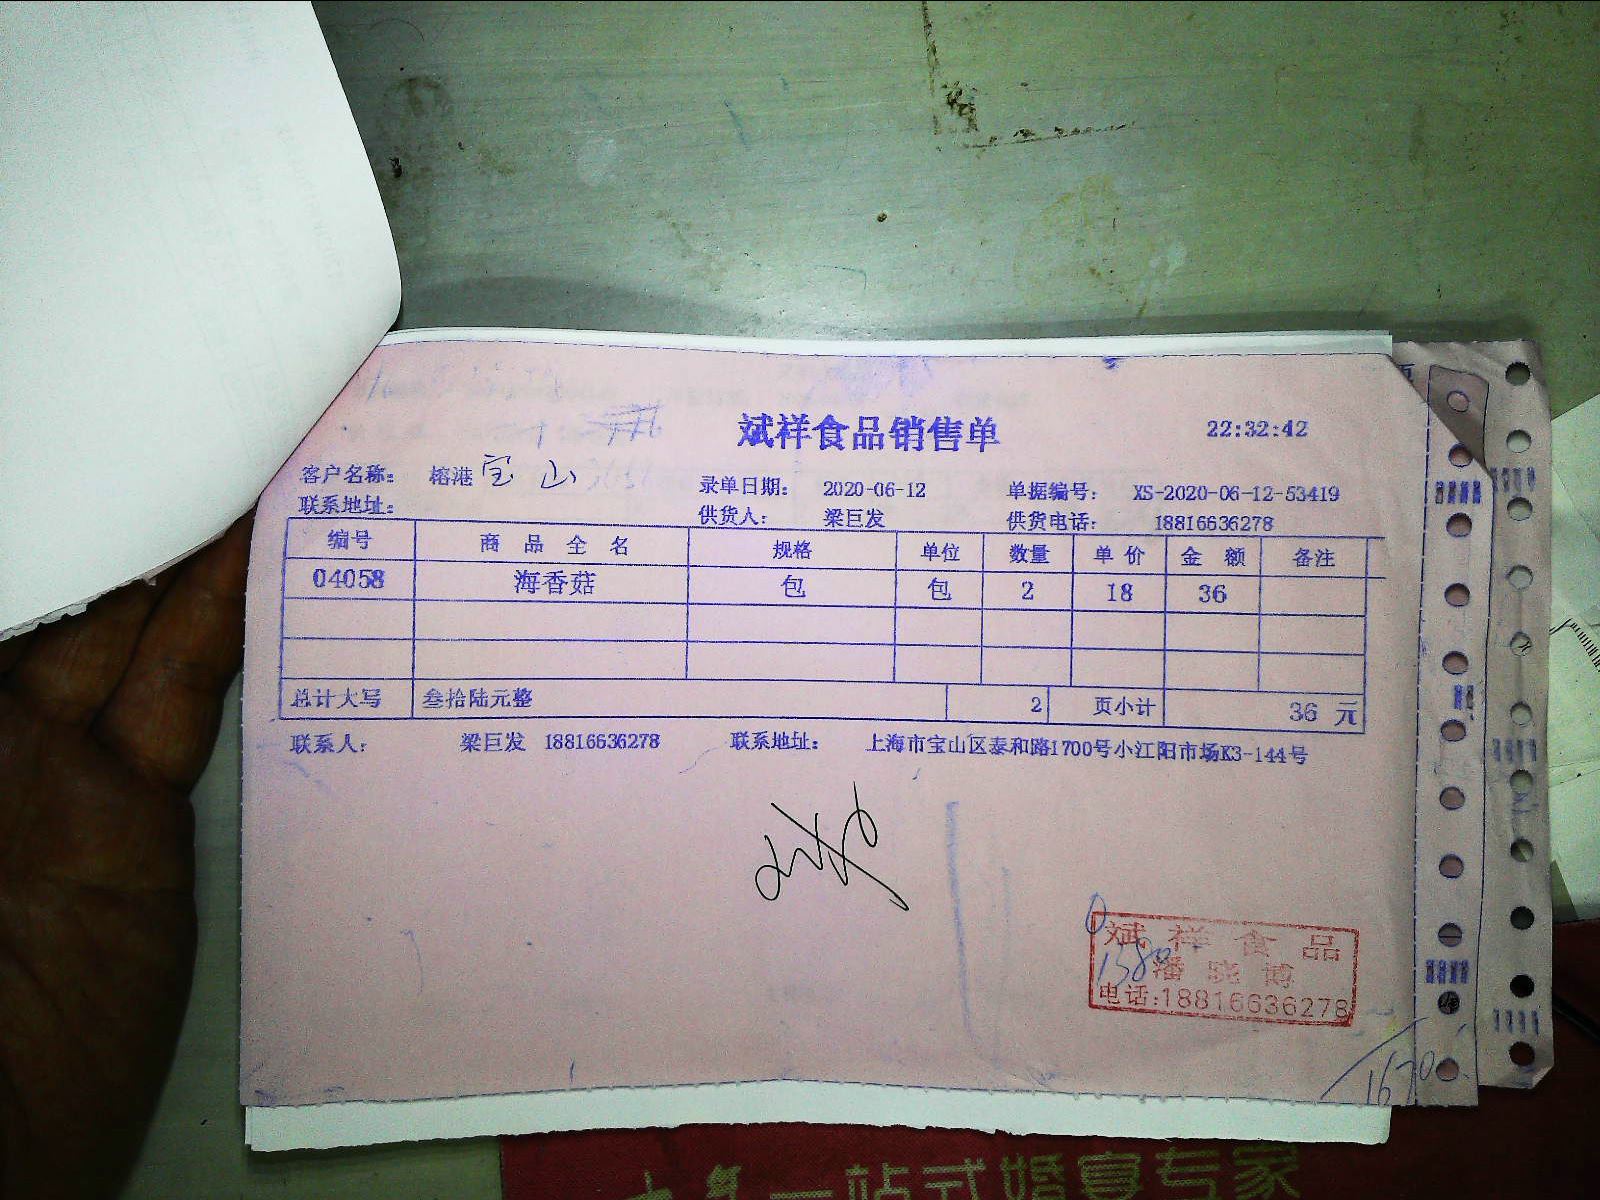 斌祥食品销售单 22:32:42
客户名称： 榕港 宝山 录单日期： 2020-06-12 单据编号： XS-2020-06-12-53419
联系地址： 供货人： 梁巨发 供货电话： 18816636278
编号 商品全名 规格 单位 数量 单价 金额 备注
04058 海香菇 包 包 2 18 36
总计大写 叁拾陆元整 2 页小计 36 元
联系人： 梁巨发 18816636278 联系地址： 上海市宝山区泰和路1700号小江阳市场K3-144号
斌祥食品
潘晓博
电话:18816636278
1670
一站式婚宴专家